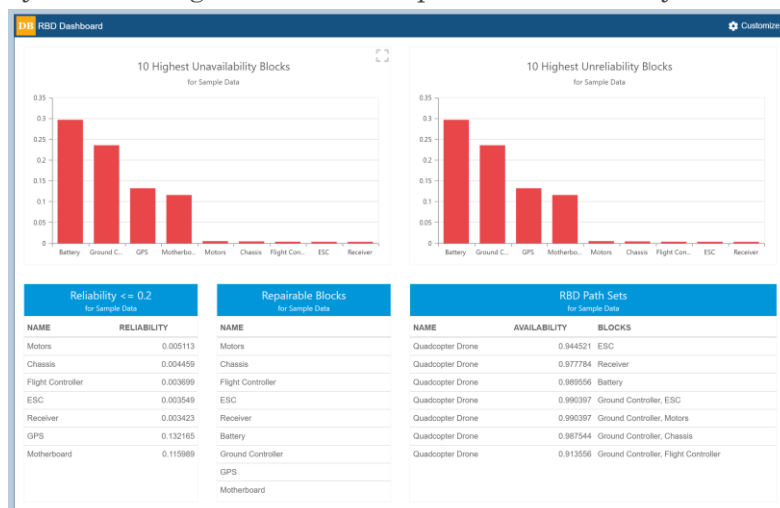 DB RBD Dashboard
Customize
10 Highest Unavailability Blocks
for Sample Data
0.35
0.3
0.25
0.2
0.15
0.1
0.05
0
Battery Ground C... GPS Motherbo... Motors Chassis Flight Con... ESC Receiver
10 Highest Unreliability Blocks
for Sample Data
0.35
0.3
0.25
0.2
0.15
0.1
0.05
0
Battery Ground C... GPS Motherbo... Motors Chassis Flight Con... ESC Receiver
Reliability <= 0.2
for Sample Data
NAME RELIABILITY
Motors 0.005113
Chassis 0.004459
Flight Controller 0.003699
ESC 0.003549
Receiver 0.003423
GPS 0.132165
Motherboard 0.115989
Repairable Blocks
for Sample Data
NAME
Motors
Chassis
Flight Controller
ESC
Receiver
Battery
Ground Controller
GPS
Motherboard
RBD Path Sets
for Sample Data
NAME AVAILABILITY BLOCKS
Quadcopter Drone 0.944521 ESC
Quadcopter Drone 0.977784 Receiver
Quadcopter Drone 0.989556 Battery
Quadcopter Drone 0.990397 Ground Controller, ESC
Quadcopter Drone 0.990397 Ground Controller, Motors
Quadcopter Drone 0.987544 Ground Controller, Chassis
Quadcopter Drone 0.913556 Ground Controller, Flight Controller